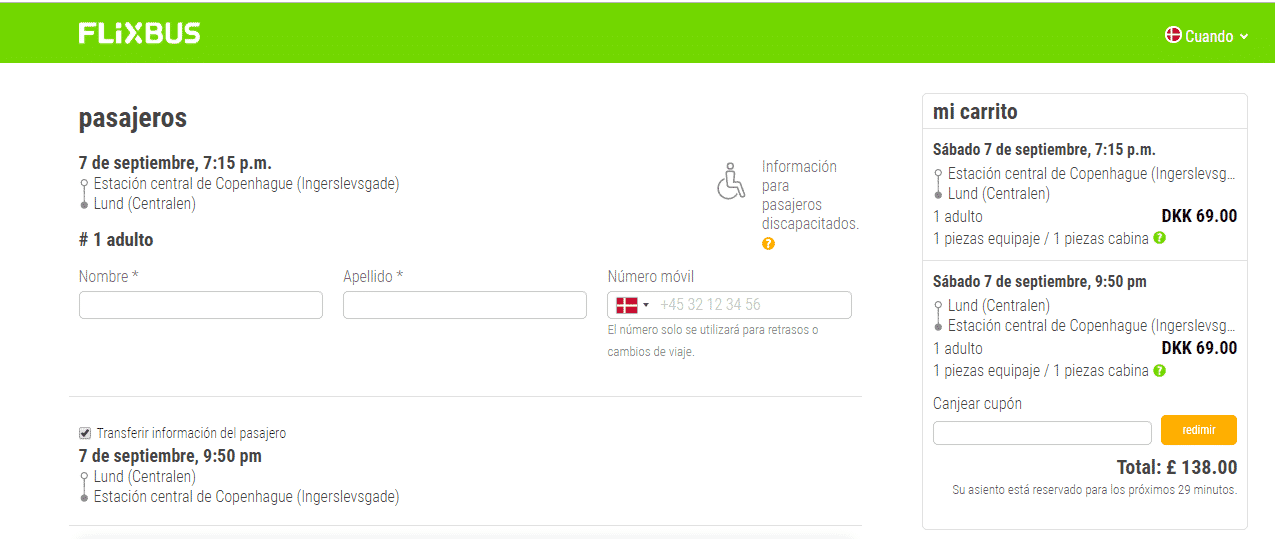 FLiXBUS
Cuando
pasajeros
7 de septiembre, 7:15 p.m.
Estación central de Copenhague (Ingerslevsgade)
Lund (Centralen)
Información
para
pasajeros
discapacitados.
?
# 1 adulto
Nombre *
Apellido *
Número móvil
+45 32 12 34 56
El número solo se utilizará para retrasos o
cambios de viaje.
Transferir información del pasajero
7 de septiembre, 9:50 pm
Lund (Centralen)
Estación central de Copenhague (Ingerslevsgade)
mi carrito
Sábado 7 de septiembre, 7:15 p.m.
Estación central de Copenhague (Ingerslevsg...
Lund (Centralen)
1 adulto DKK 69.00
1 piezas equipaje / 1 piezas cabina ?
Sábado 7 de septiembre, 9:50 pm
Lund (Centralen)
Estación central de Copenhague (Ingerslevsg...
1 adulto DKK 69.00
1 piezas equipaje / 1 piezas cabina ?
Canjear cupón
redimir
Total: £ 138.00
Su asiento está reservado para los próximos 29 minutos.